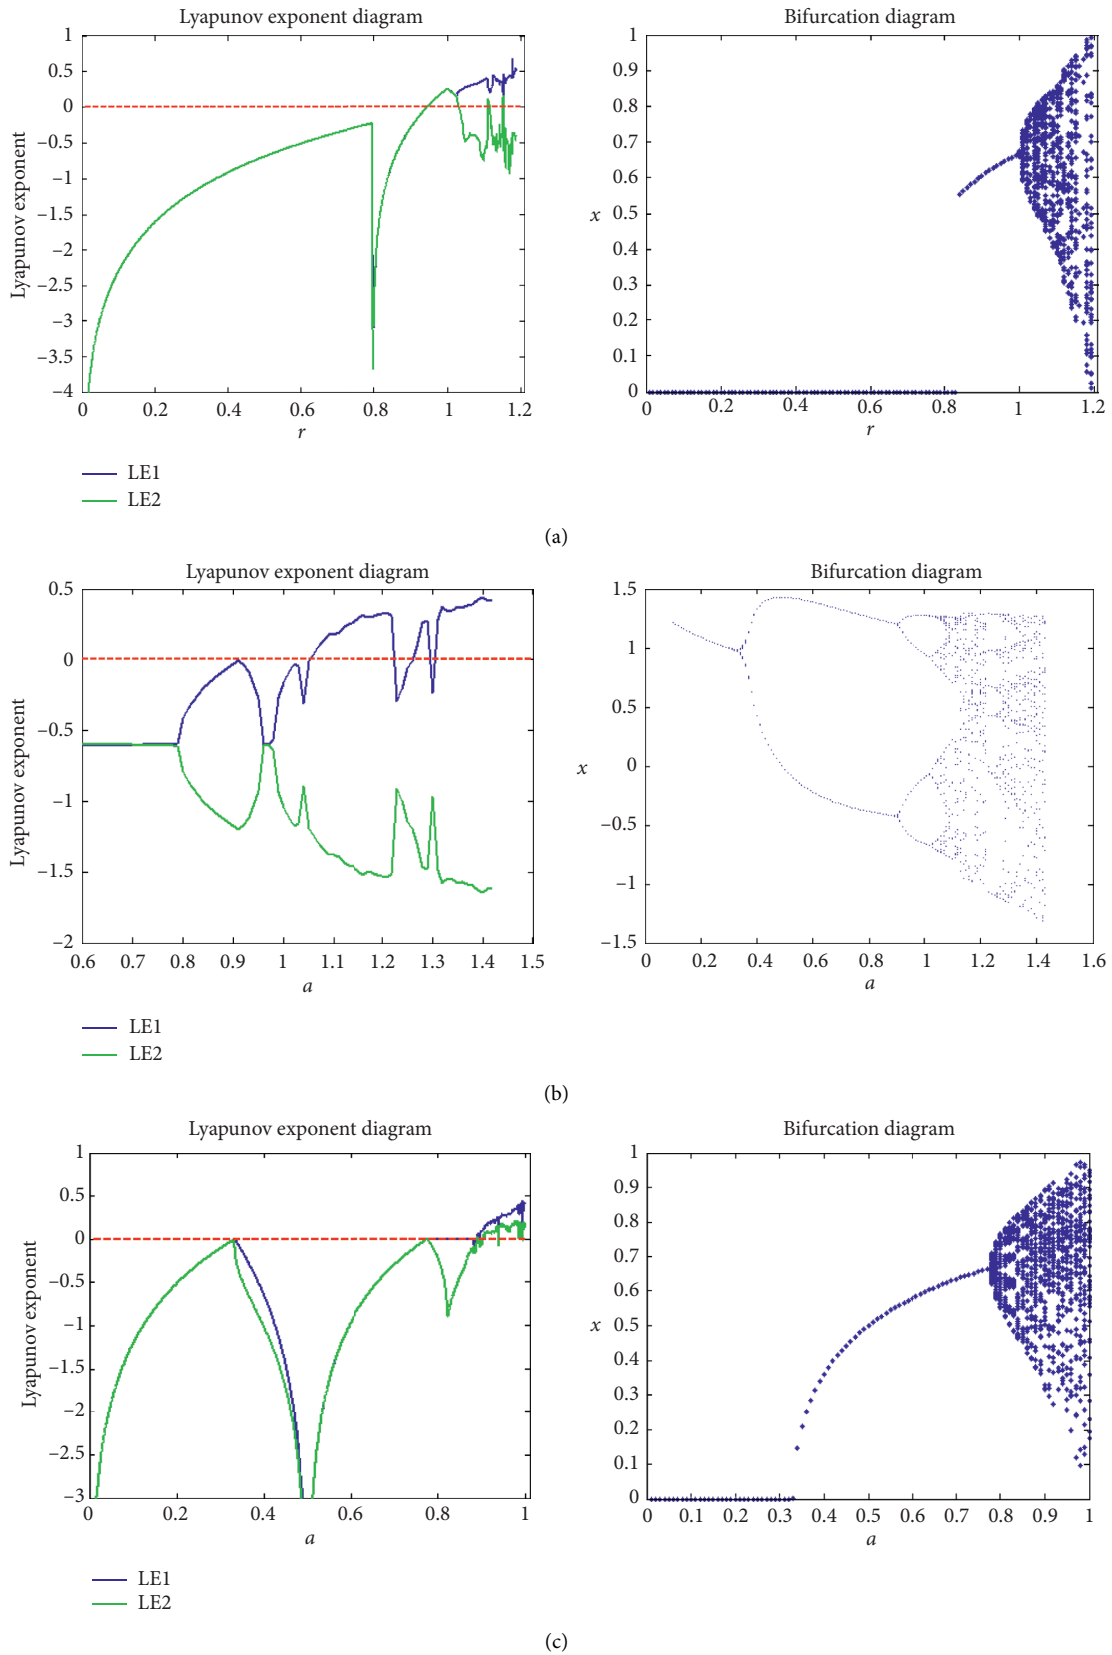 Lyapunov exponent diagram
1
0.5
0
−0.5
−1
−1.5
−2
−2.5
−3
−3.5
−4
Lyapunov exponent
0 0.2 0.4 0.6 0.8 1 1.2
r
LE1
LE2
Bifurcation diagram
1
0.9
0.8
0.7
0.6
0.5
0.4
0.3
0.2
0.1
0
x
0 0.2 0.4 0.6 0.8 1 1.2
r
(a)
Lyapunov exponent diagram
0.5
0
−0.5
−1
−1.5
−2
Lyapunov exponent
0.6 0.7 0.8 0.9 1 1.1 1.2 1.3 1.4 1.5
a
LE1
LE2
Bifurcation diagram
1.5
1
0.5
0
−0.5
−1
−1.5
x
0 0.2 0.4 0.6 0.8 1 1.2 1.4 1.6
a
(b)
Lyapunov exponent diagram
1
0.5
0
−0.5
−1
−1.5
−2
−2.5
−3
Lyapunov exponent
0 0.2 0.4 0.6 0.8 1
a
LE1
LE2
Bifurcation diagram
1
0.9
0.8
0.7
0.6
0.5
0.4
0.3
0.2
0.1
0
x
0 0.1 0.2 0.3 0.4 0.5 0.6 0.7 0.8 0.9 1
a
(c)